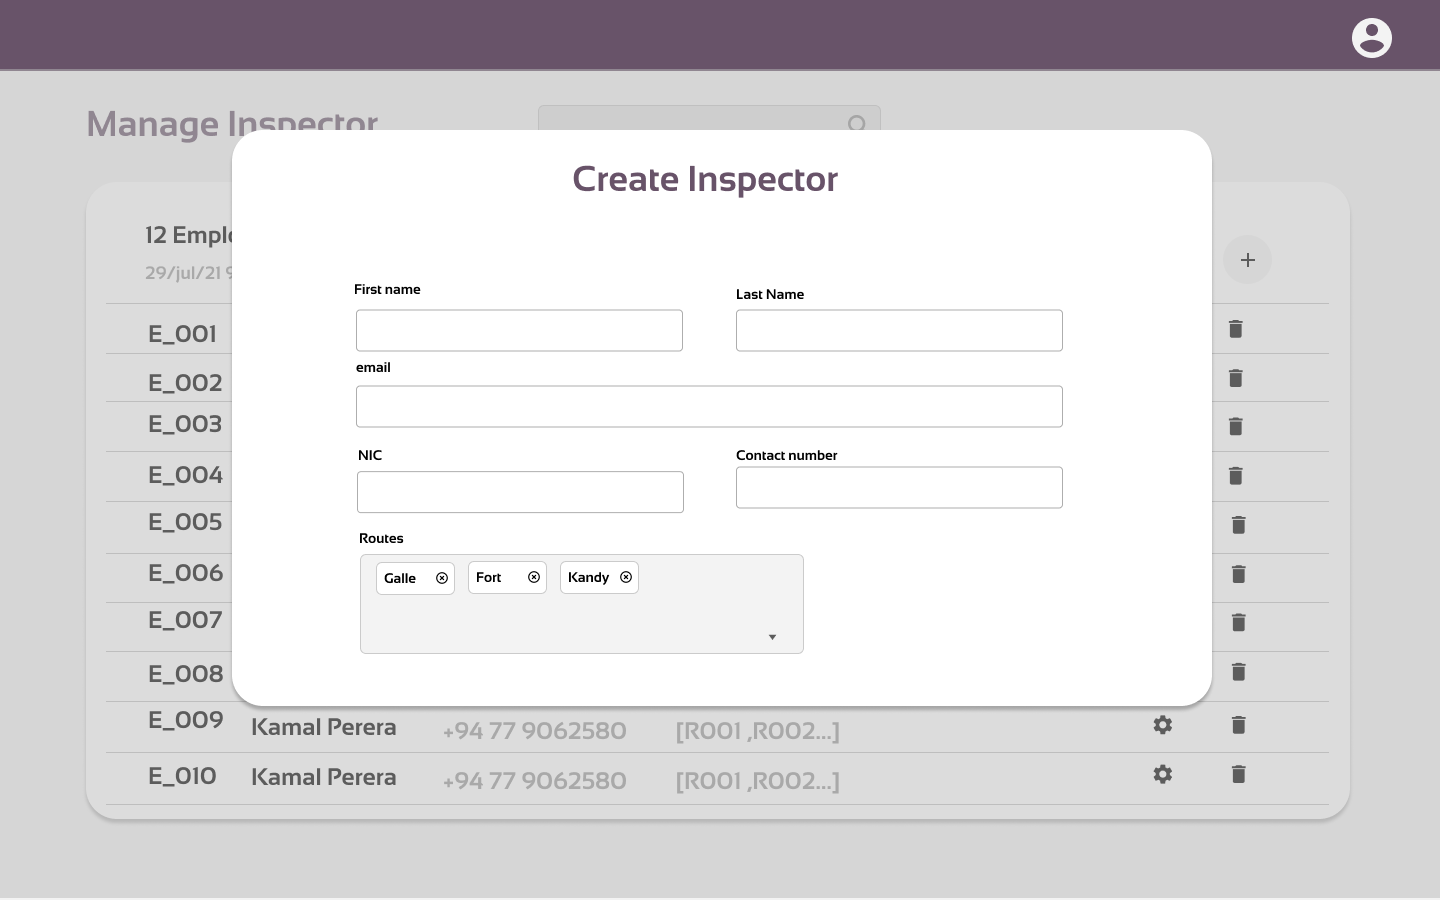 Manage Inspector
Create Inspector
12 Emplo
29/jul/21 9
First name
Last Name
email
NIC
Contact number
Routes
Galle
Fort
Kandy
E_001
E_002
E_003
E_004
E_005
E_006
E_007
E_008
E_009 Kamal Perera +94 77 9062580 [R001 ,R002...]
E_010 Kamal Perera +94 77 9062580 [R001 ,R002...]